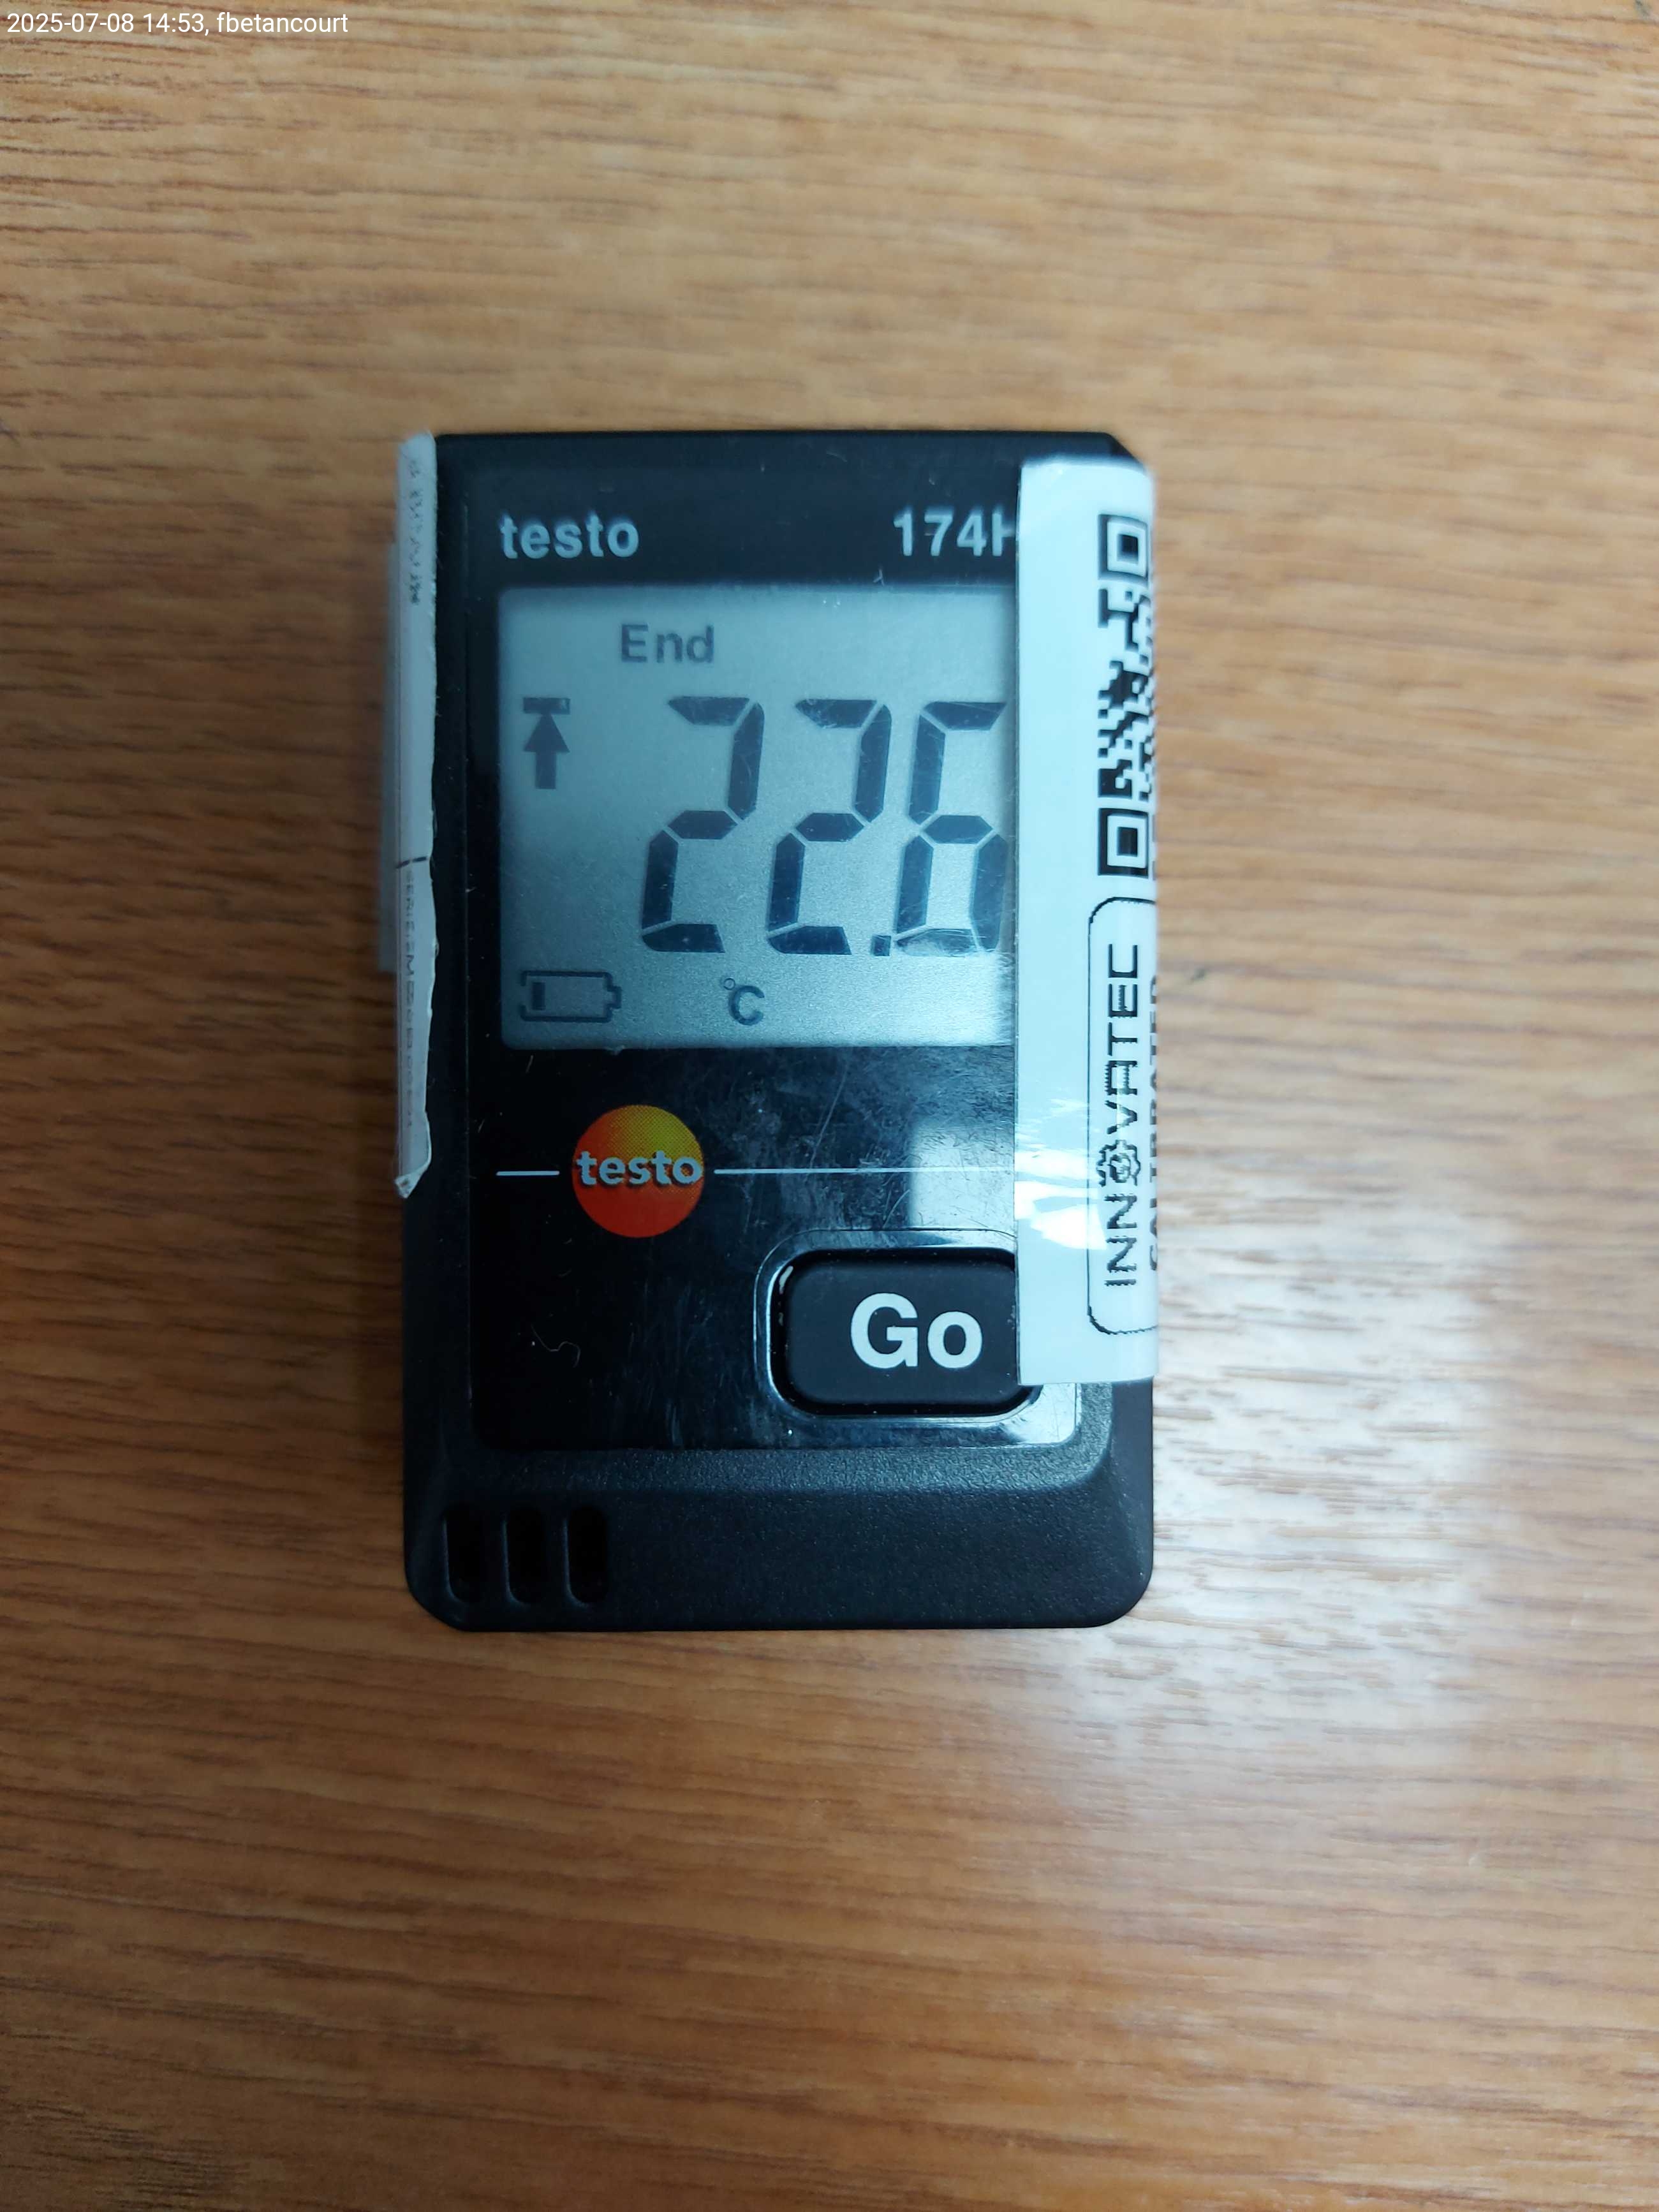 2025-07-08 14:53, fbetancourt
testo 174H
End
22.6
°C
testo
Go
INNOVATEC